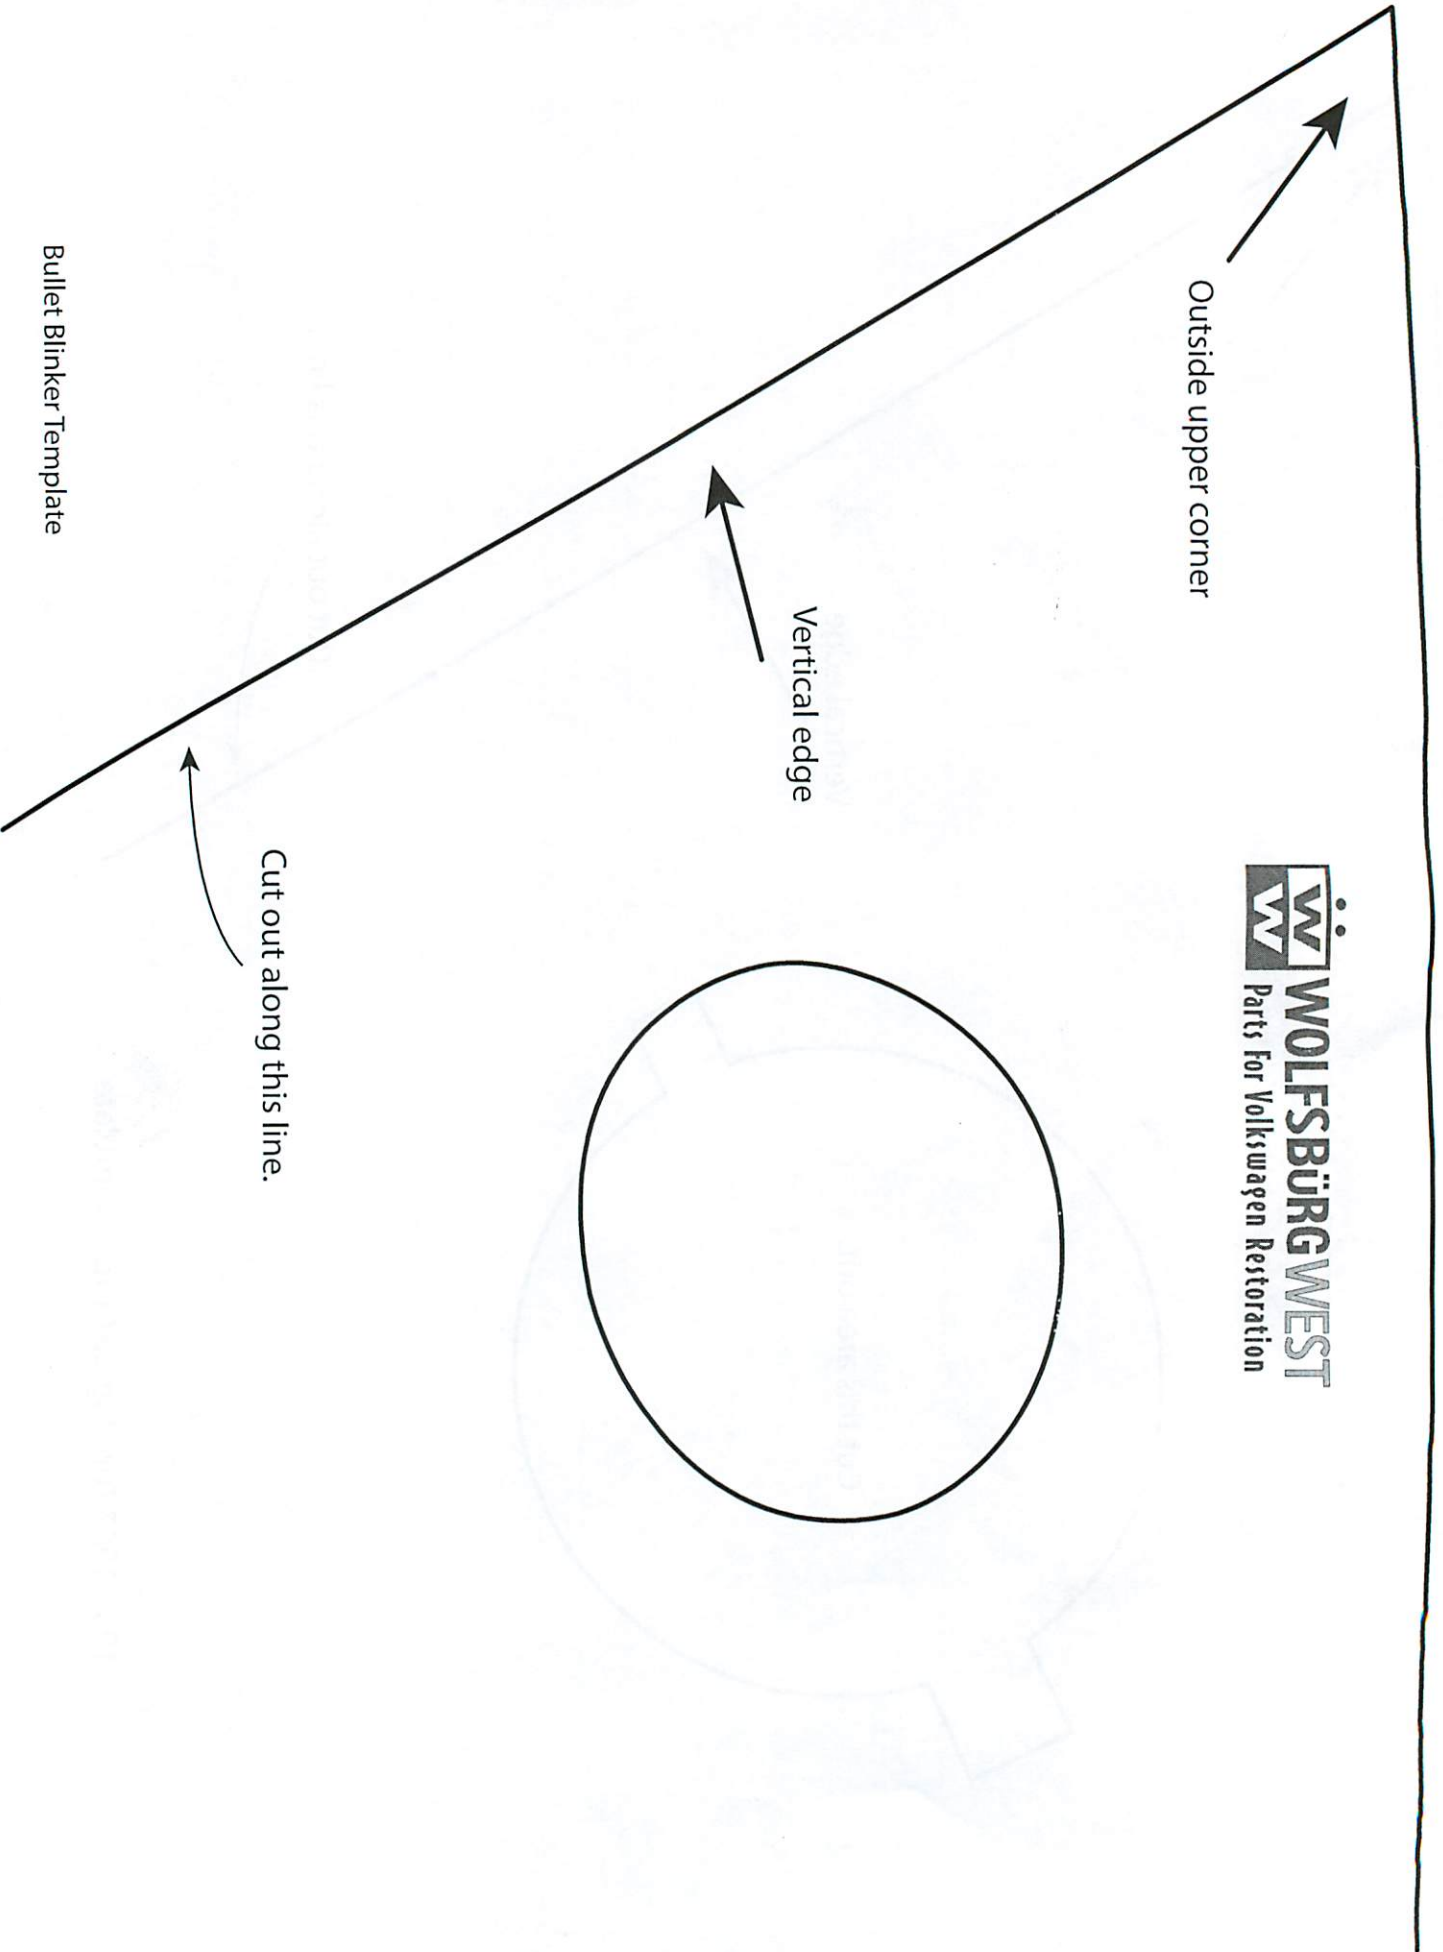 Ẅ
W
WOLFSBüRGWEST
Parts For Volkswagen Restoration
Outside upper corner
Vertical edge
Cut out along this line.
Bullet Blinker Template